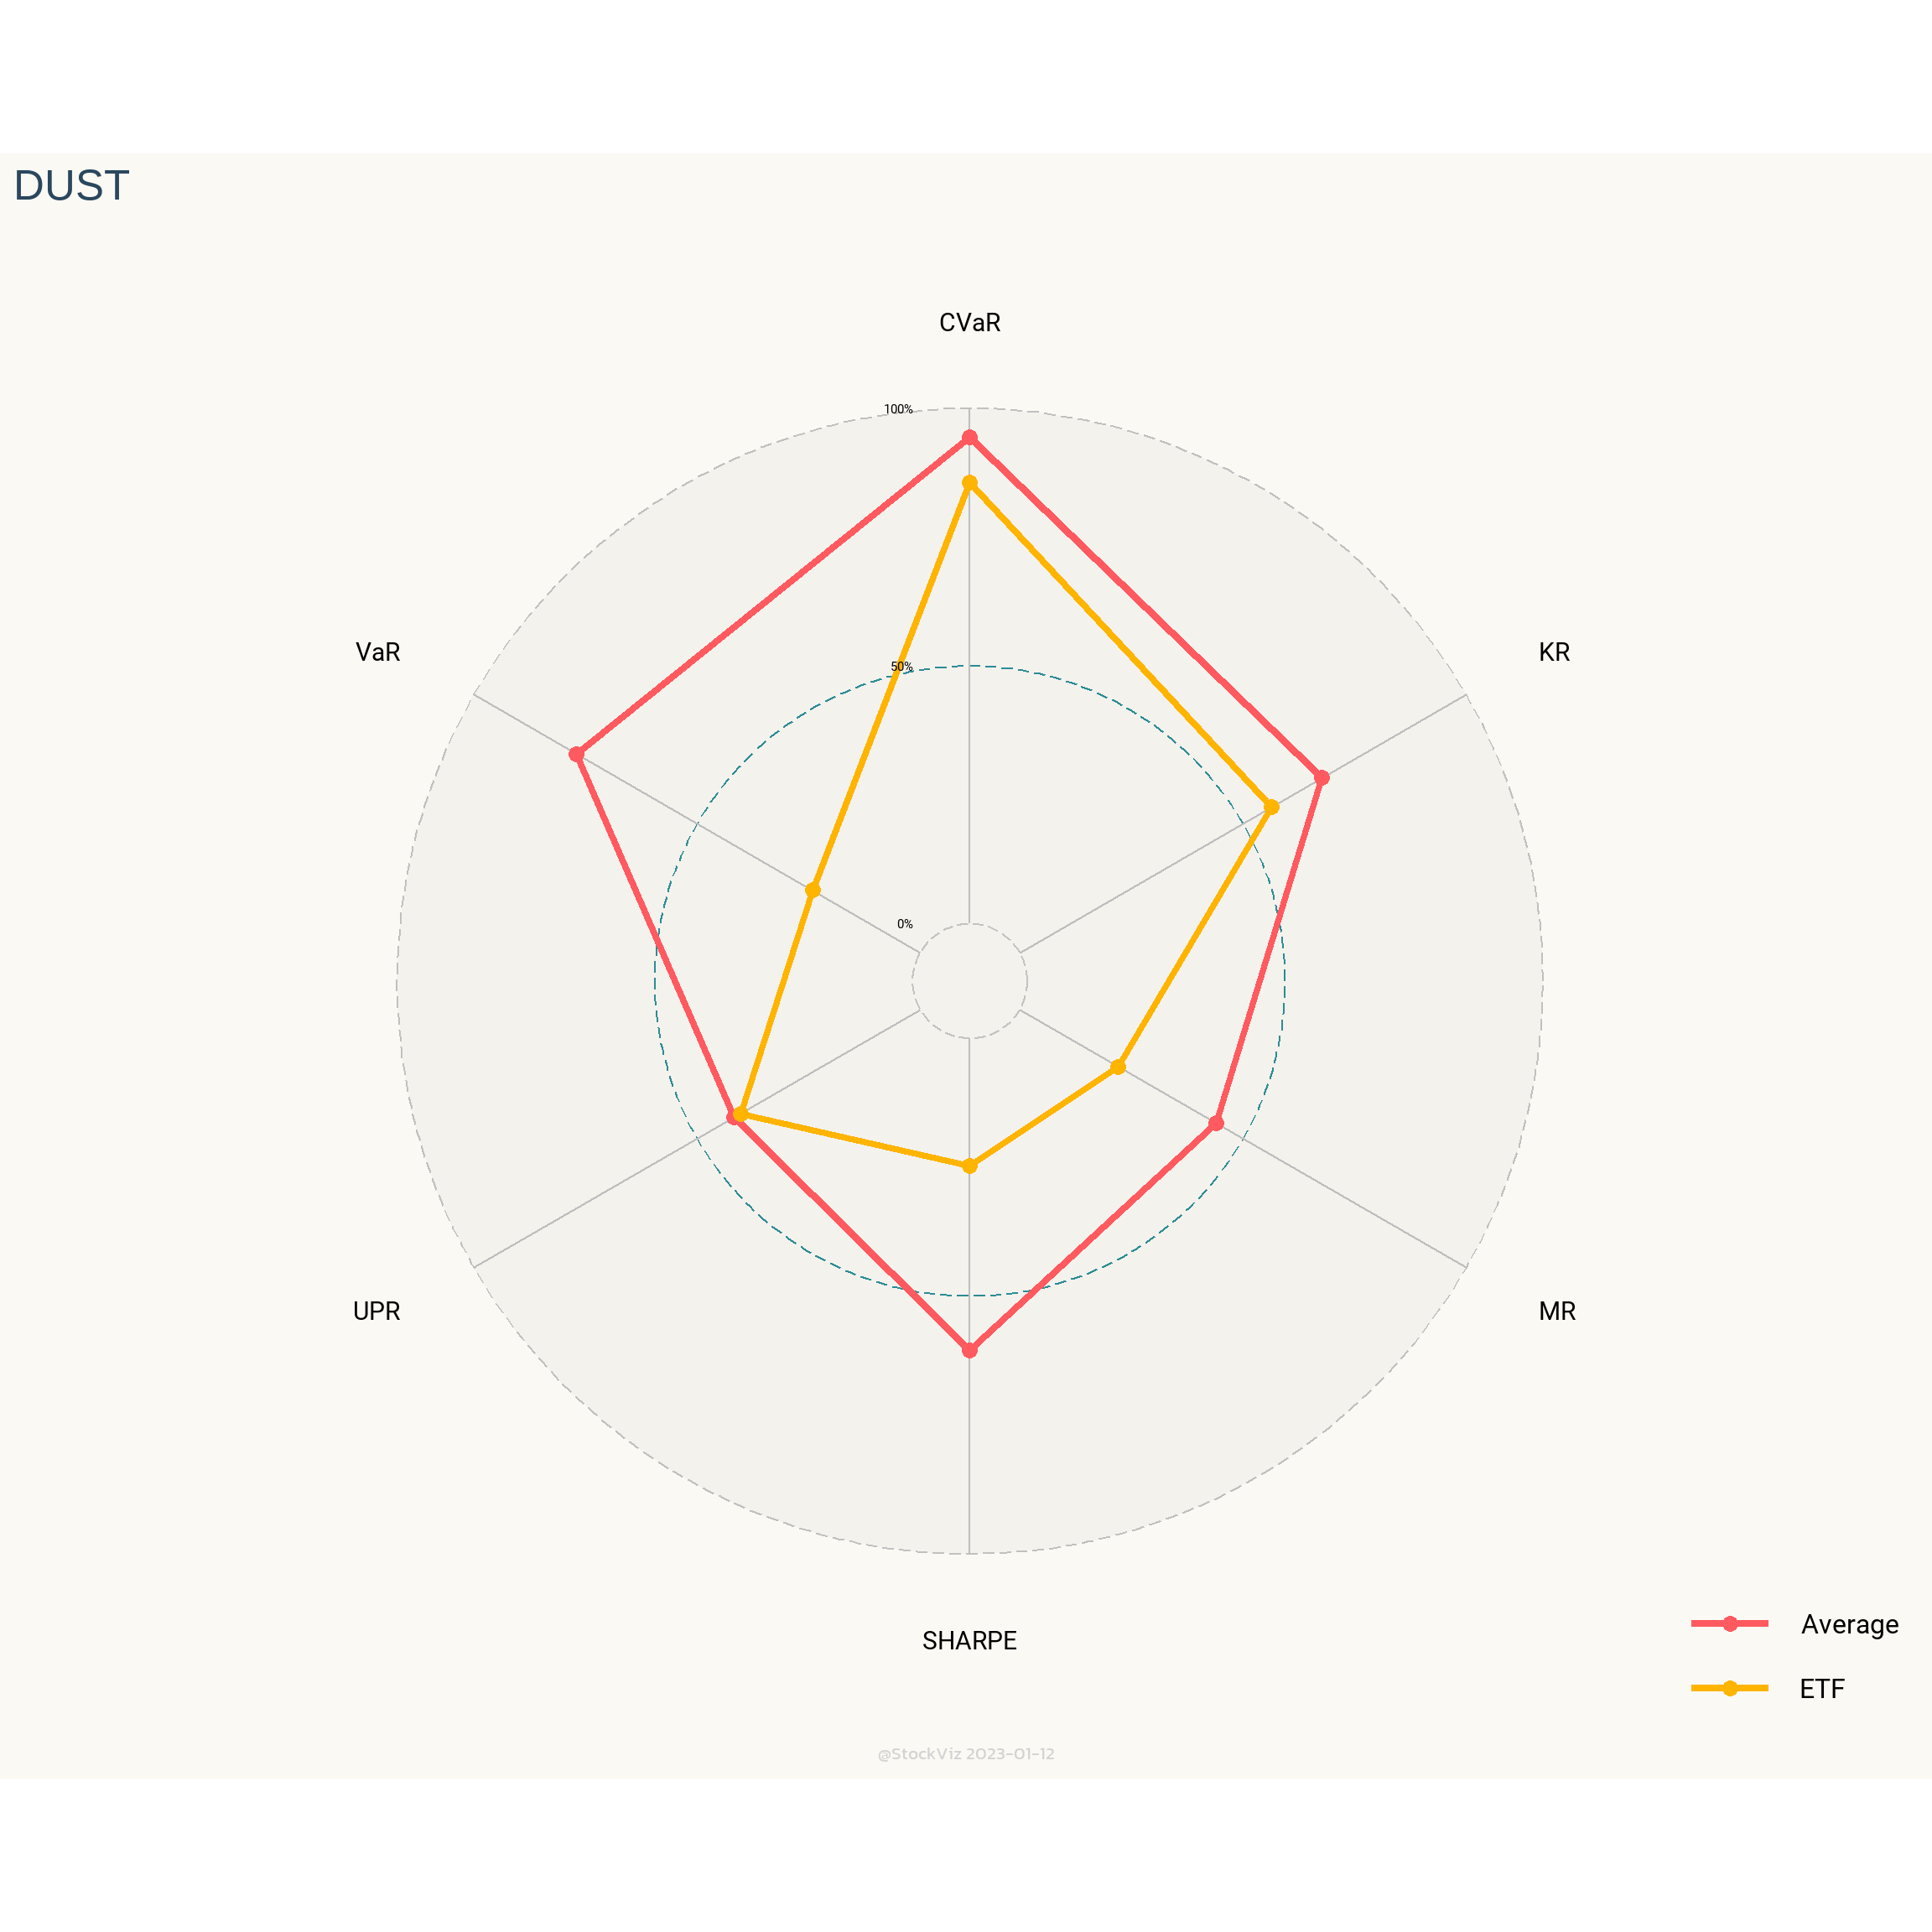 DUST
CVaR
100%
KR
VaR
50%
0%
UPR
MR
SHARPE
Average
ETF
@StockViz 2023-01-12